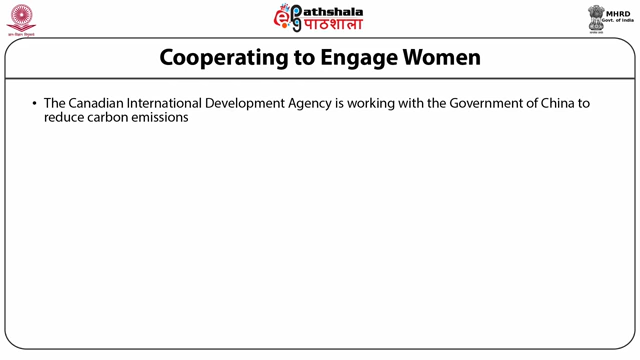 ePathshala
पाठशाला
MHRD
Govt. of India
Cooperating to Engage Women
• The Canadian International Development Agency is working with the Government of China to
reduce carbon emissions